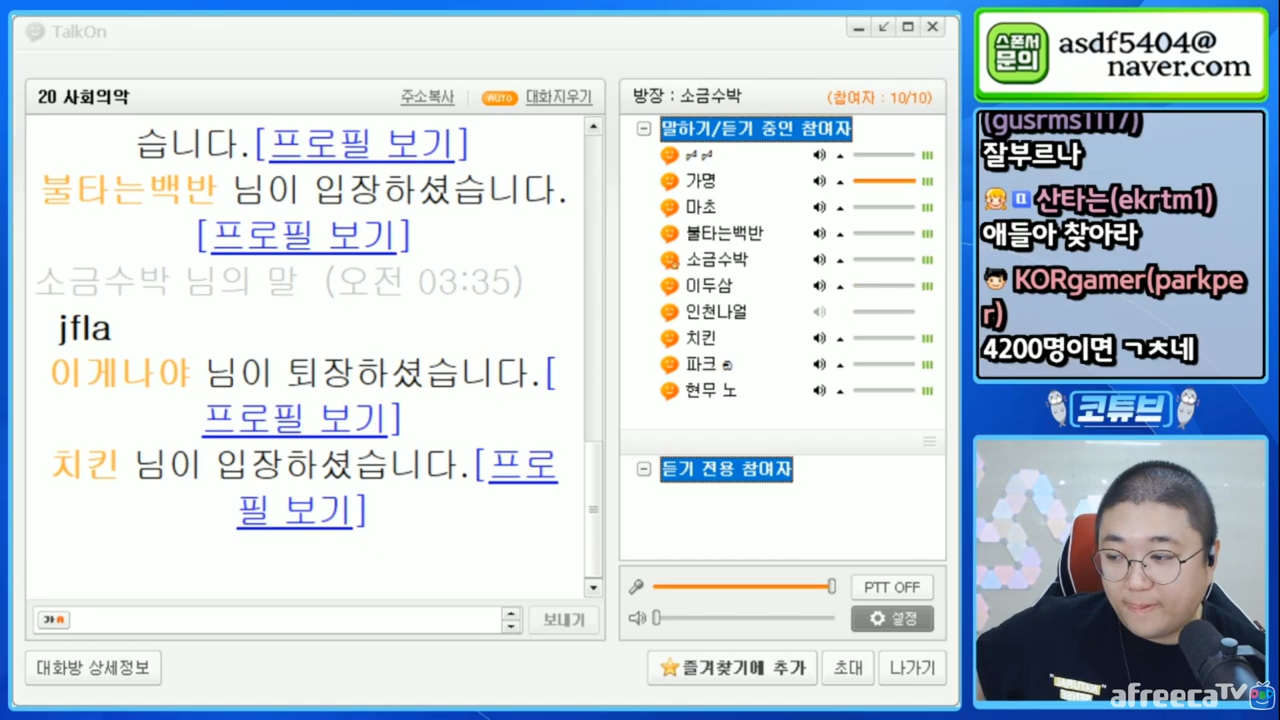 TalkOn
20 사회의악
주소복사
AUTO
대화지우기
습니다.[프로필 보기]
불타는백반 님이 입장하셨습니다.
[프로필 보기]
소금수박 님의 말 (오전 03:35)
jfla
이게나야 님이 퇴장하셨습니다.[
프로필 보기]
치킨 님이 입장하셨습니다.[프로
필 보기]
가A
보내기
대화방 상세정보
방장 : 소금수박
(참여자 : 10/10)
말하기/듣기 중인 참여자
가명
마초
불타는백반
소금수박
이두삼
인천나얼
치킨
파크
현무 노
듣기 전용 참여자
PTT OFF
설정
즐겨찾기에 추가
초대
나가기
스폰서
문의
asdf5404@
naver.com
(gusrms1117)
잘부르나
산타는(ekrtm1)
애들아 찾아라
KORgamer(parkpe
r)
4200명이면 ㄱㅊ네
코튜브
afreecaTV